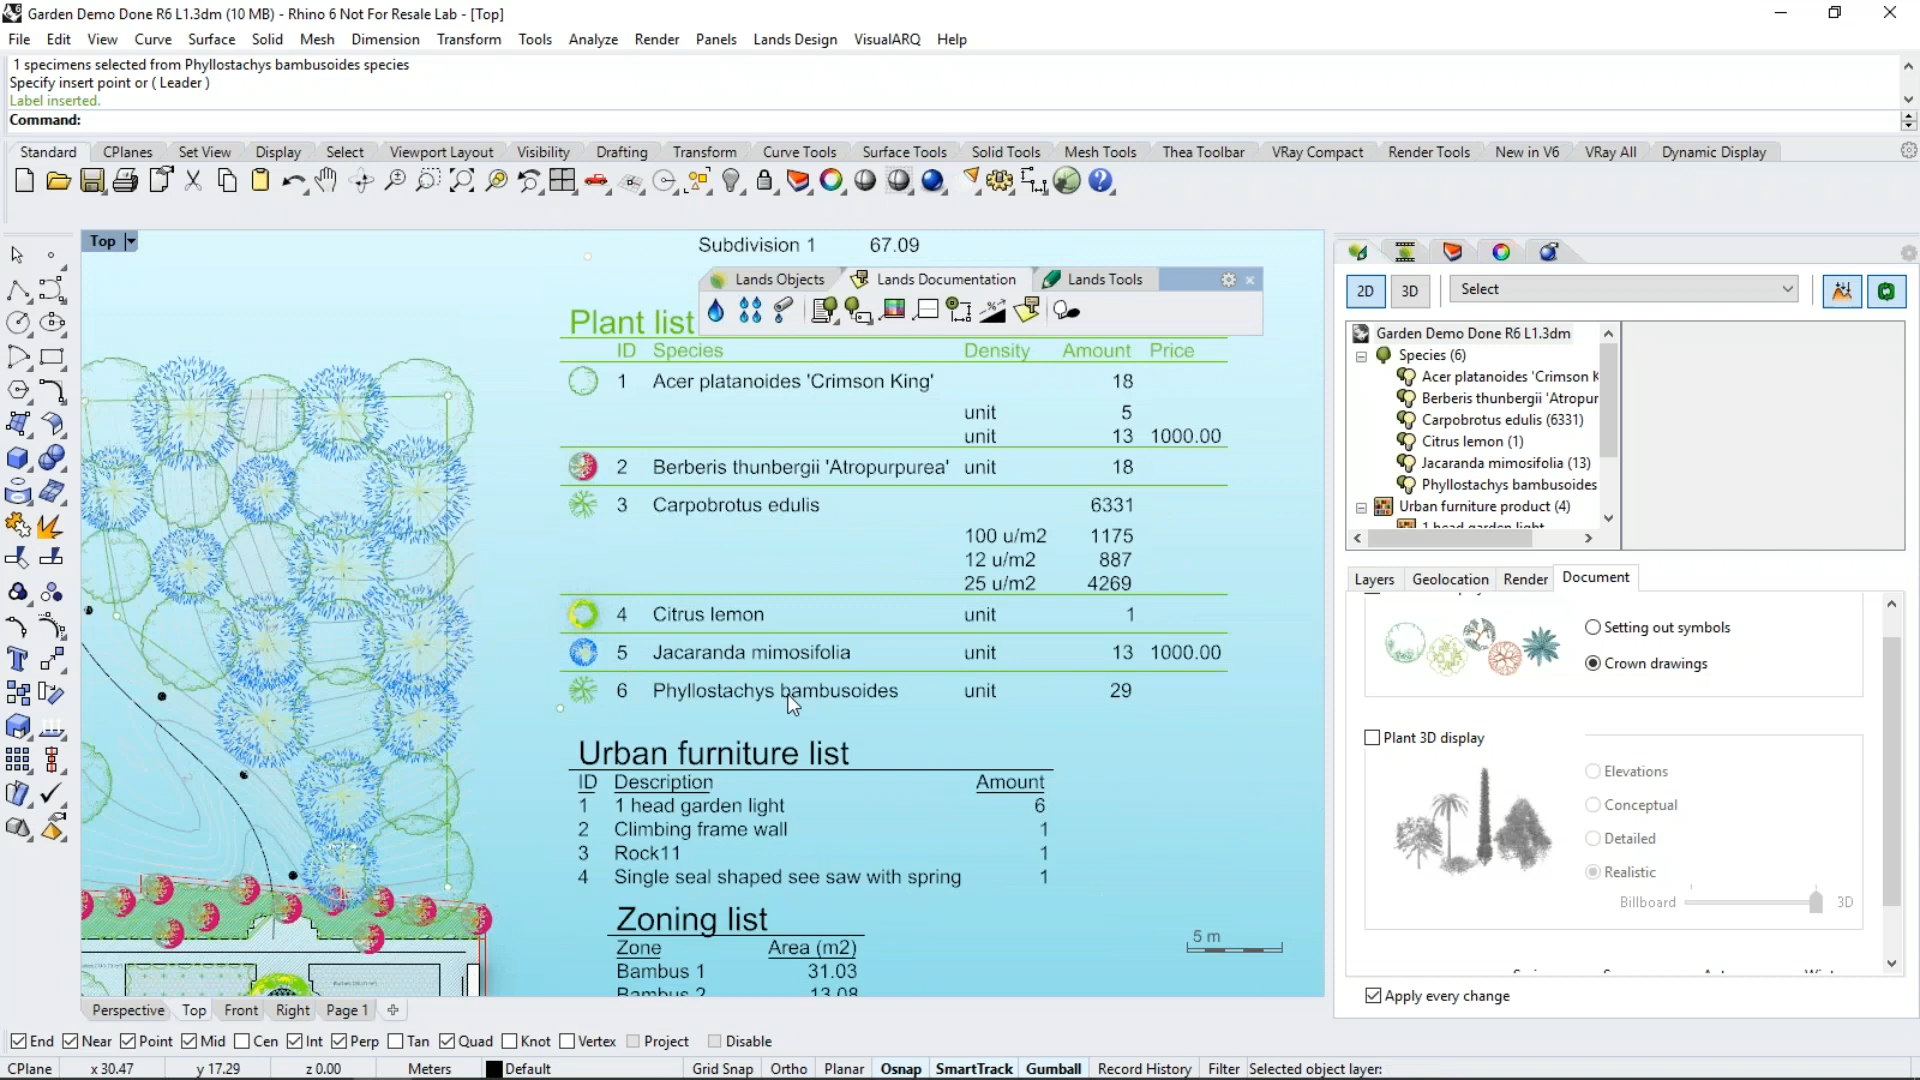 Garden Demo Done R6 L1.3dm (10 MB) - Rhino 6 Not For Resale Lab - [Top]
File Edit View Curve Surface Solid Mesh Dimension Transform Tools Analyze Render Panels Lands Design VisualARQ Help
1 specimens selected from Phyllostachys bambusoides species
Specify insert point or ( Leader )
Label inserted.
Command:
Standard CPlanes Set View Display Select Viewport Layout Visibility Drafting Transform Curve Tools Surface Tools Solid Tools Mesh Tools Thea Toolbar VRay Compact Render Tools New in V6 VRay All Dynamic Display
Top
Subdivision 1 67.09
Lands Objects Lands Documentation Lands Tools
Plant list
ID Species Density Amount Price
1 Acer platanoides 'Crimson King' 18
unit 5
unit 13 1000.00
2 Berberis thunbergii 'Atropurpurea' unit 18
3 Carpobrotus edulis 6331
100 u/m2 1175
12 u/m2 887
25 u/m2 4269
4 Citrus lemon unit 1
5 Jacaranda mimosifolia unit 13 1000.00
6 Phyllostachys bambusoides unit 29
Urban furniture list
ID Description Amount
1 1 head garden light 6
2 Climbing frame wall 1
3 Rock11 1
4 Single seal shaped see saw with spring 1
Zoning list
Zone Area (m2)
Bambus 1 31.03
Bambus 2 13.08
5 m
2D 3D Select
Garden Demo Done R6 L1.3dm
Species (6)
Acer platanoides 'Crimson K
Berberis thunbergii 'Atropur
Carpobrotus edulis (6331)
Citrus lemon (1)
Jacaranda mimosifolia (13)
Phyllostachys bambusoides
Urban furniture product (4)
1 head garden light
Layers Geolocation Render Document
Setting out symbols
Crown drawings
Plant 3D display
Elevations
Conceptual
Detailed
Realistic
Billboard 3D
Apply every change
Perspective Top Front Right Page 1
End Near Point Mid Cen Int Perp Tan Quad Knot Vertex Project Disable
CPlane x 30.47 y 17.29 z 0.00 Meters Default Grid Snap Ortho Planar Osnap SmartTrack Gumball Record History Filter Selected object layer: